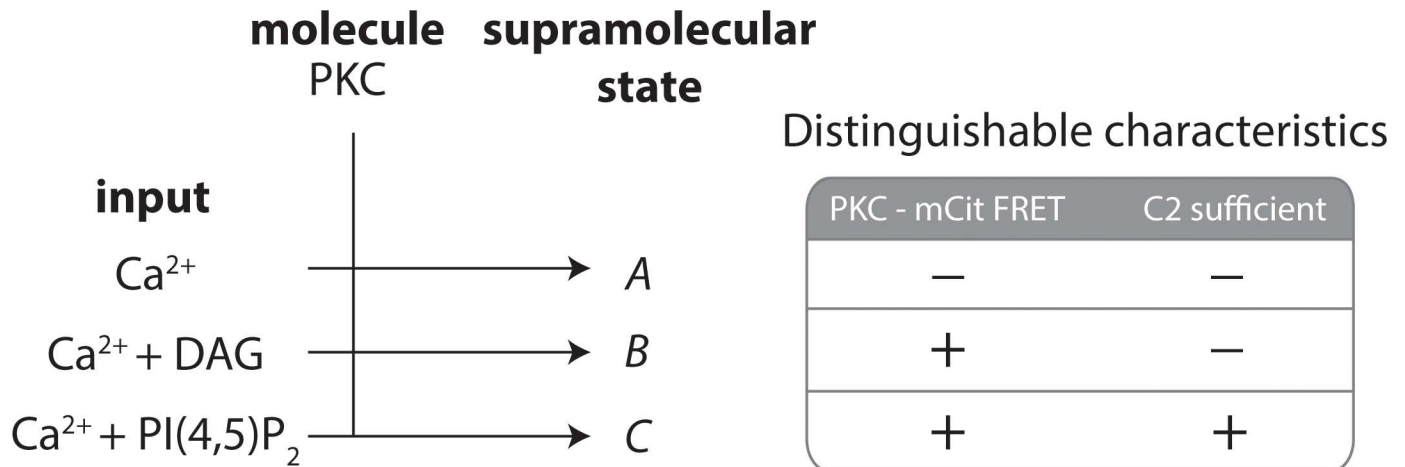 molecule supramolecular
PKC state
Distinguishable characteristics
input
PKC - mCit FRET C2 sufficient
Ca²⁺ A − −
Ca²⁺ + DAG B + −
Ca²⁺ + PI(4,5)P₂ C + +